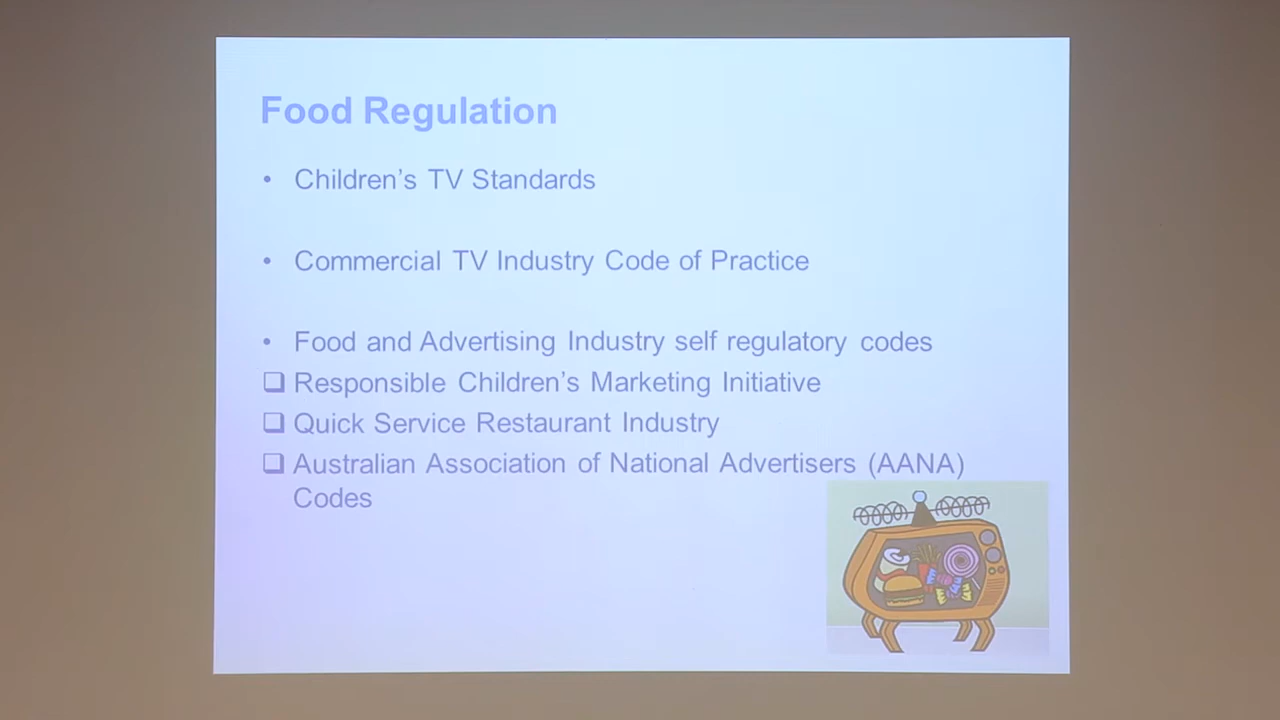 Food Regulation
• Children's TV Standards
• Commercial TV Industry Code of Practice
• Food and Advertising Industry self regulatory codes
❑ Responsible Children's Marketing Initiative
❑ Quick Service Restaurant Industry
❑ Australian Association of National Advertisers (AANA)
Codes